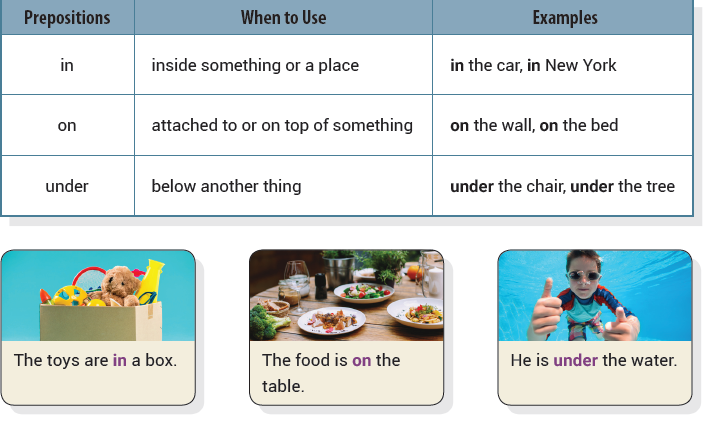 Prepositions When to Use Examples
in inside something or a place in the car, in New York
on attached to or on top of something on the wall, on the bed
under below another thing under the chair, under the tree
The toys are in a box.
The food is on the
table.
He is under the water.